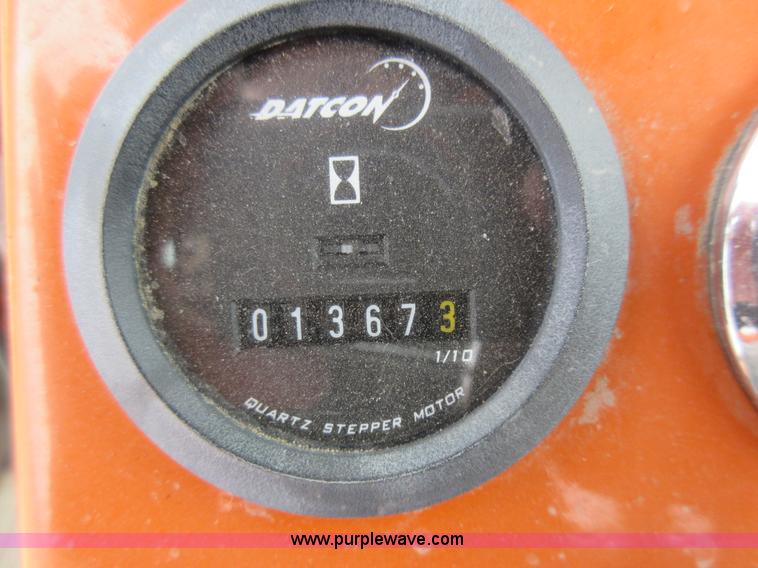 DATCON
013673
1/10
QUARTZ STEPPER MOTOR
www.purplewave.com